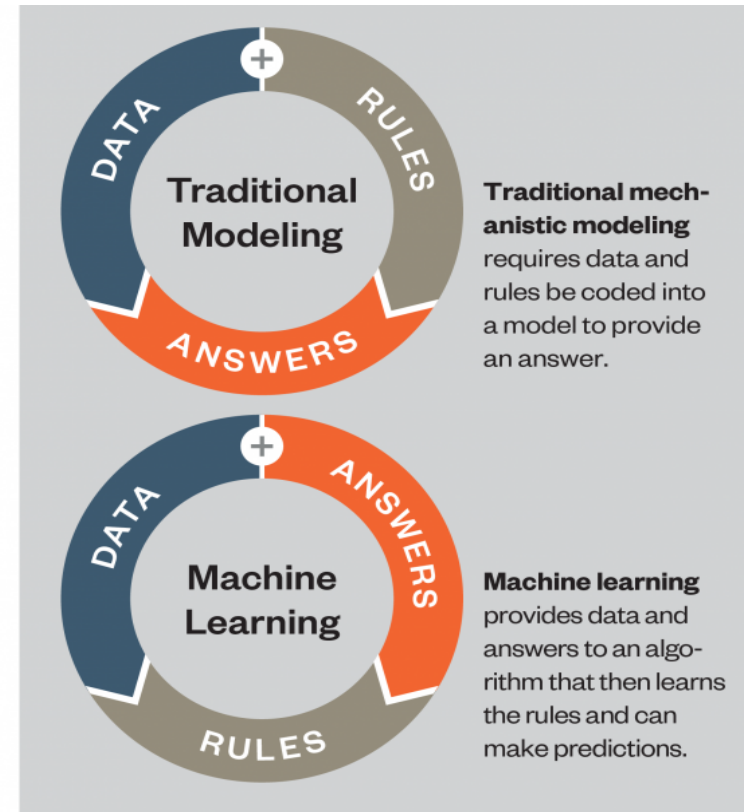 +
DATA
RULES
Traditional
Modeling
ANSWERS
Traditional mech-
anistic modeling
requires data and
rules be coded into
a model to provide
an answer.
+
DATA
ANSWERS
Machine
Learning
RULES
Machine learning
provides data and
answers to an algo-
rithm that then learns
the rules and can
make predictions.